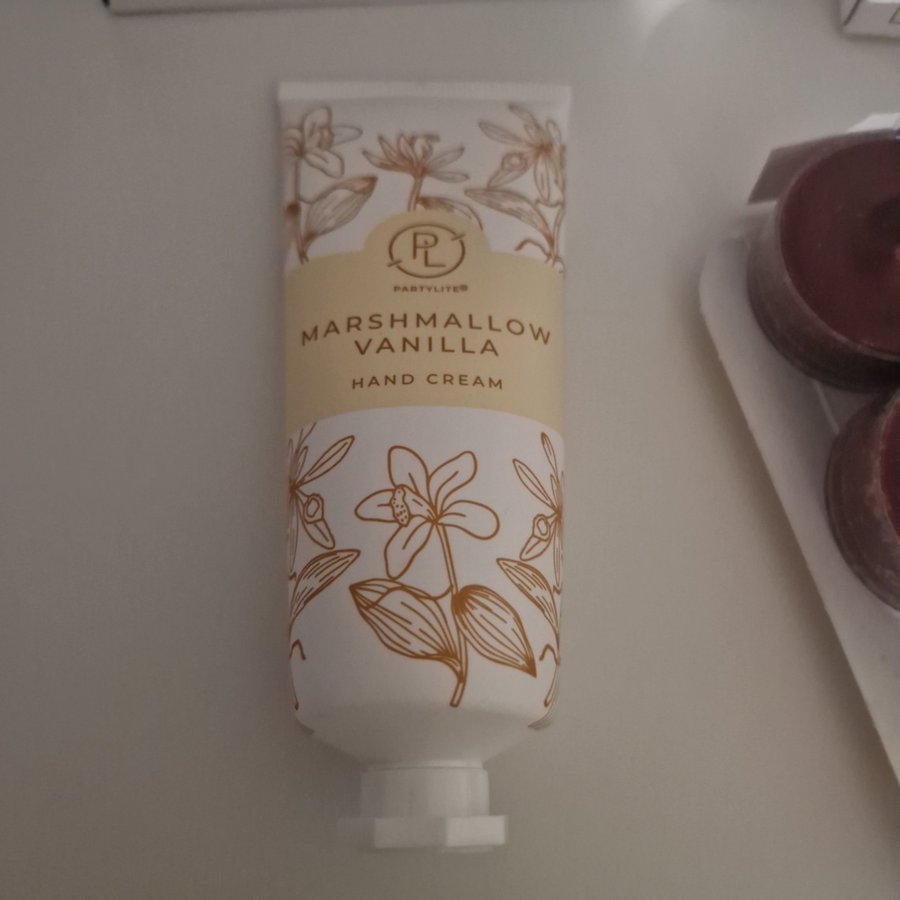 PL
PARTYLITE®
MARSHMALLOW
VANILLA
HAND CREAM